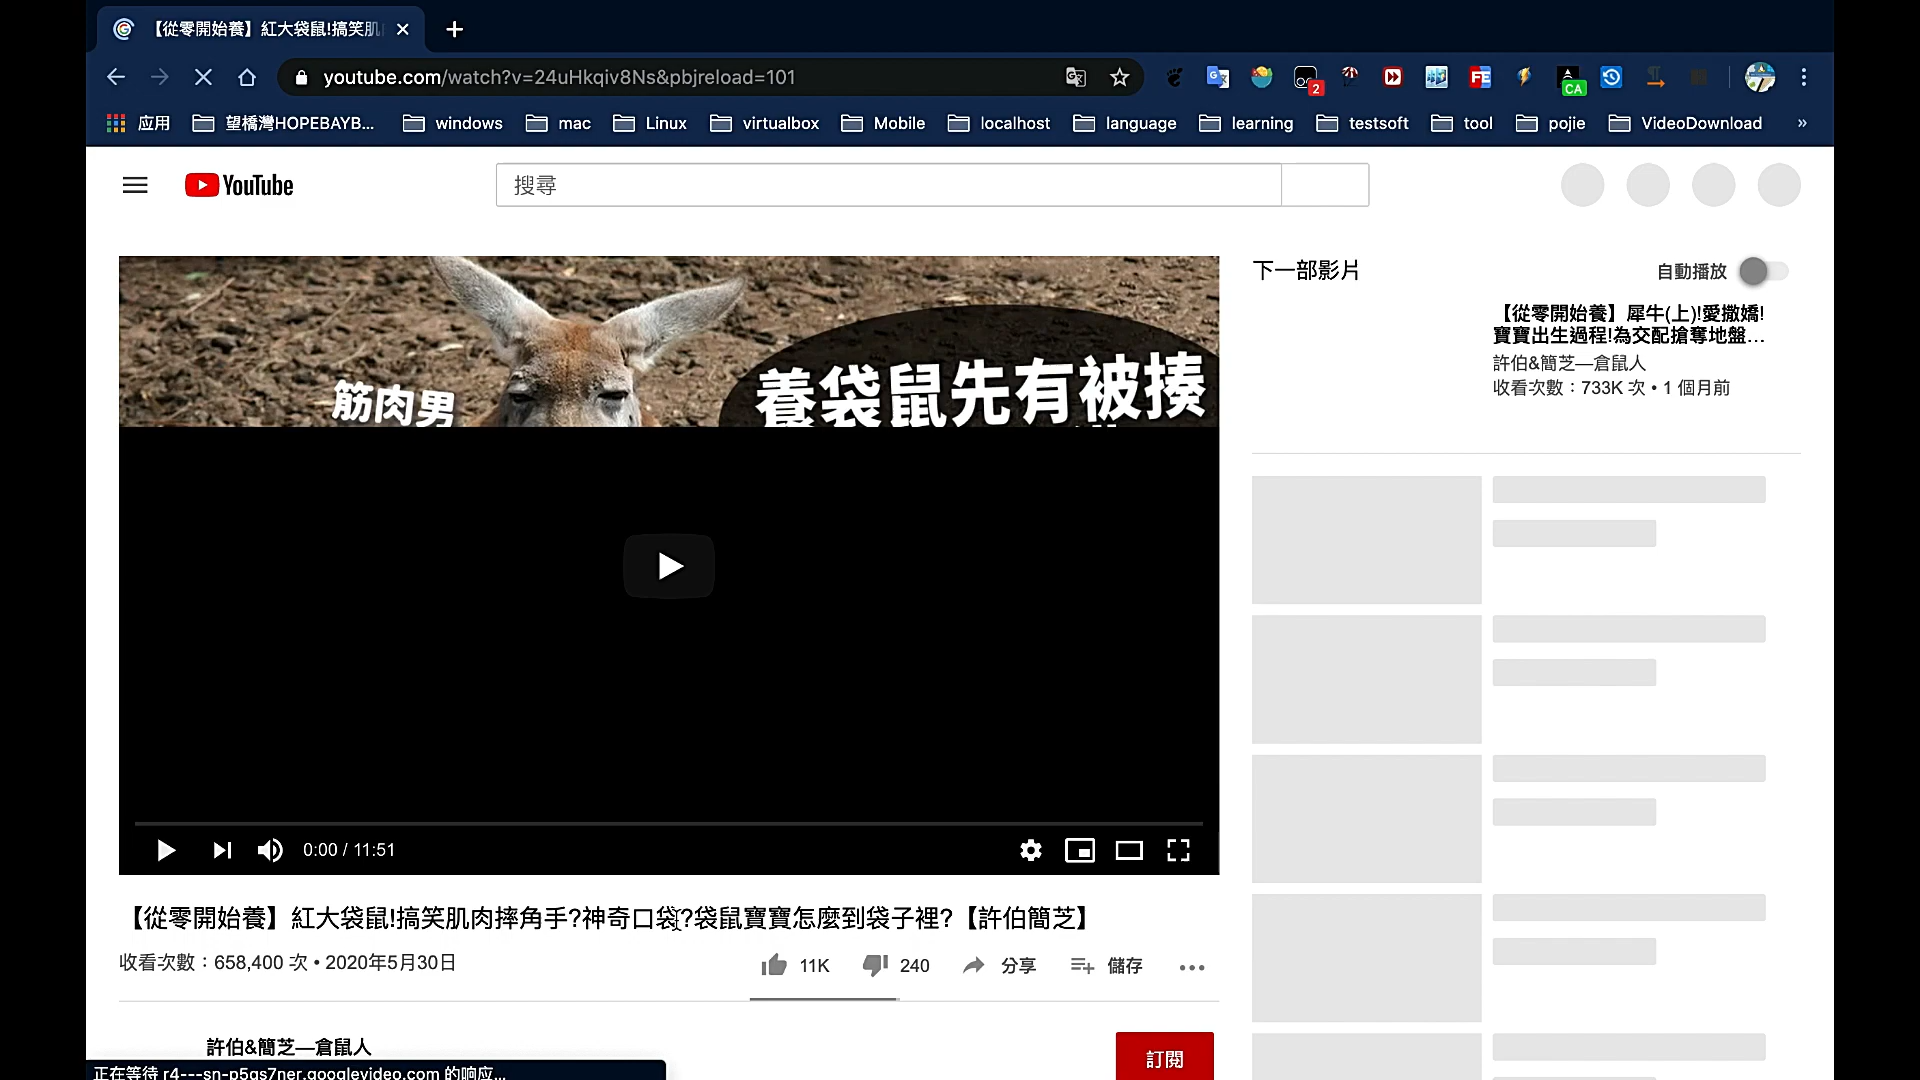 【從零開始養】紅大袋鼠!搞笑肌
youtube.com/watch?v=24uHkqiv8Ns&pbjreload=101
2
FE
CA
应用
望橋灣HOPEBAYB...
windows
mac
Linux
virtualbox
Mobile
localhost
language
learning
testsoft
tool
pojie
VideoDownload
»
YouTube
搜尋
筋肉男
養袋鼠先有被揍
下一部影片
自動播放
【從零開始養】犀牛(上)!愛撒嬌!
寶寶出生過程!為交配搶奪地盤...
許伯&簡芝—倉鼠人
收看次數：733K 次 • 1 個月前
0:00 / 11:51
【從零開始養】紅大袋鼠!搞笑肌肉摔角手?神奇口袋?袋鼠寶寶怎麼到袋子裡?【許伯簡芝】
收看次數：658,400 次 • 2020年5月30日
11K
240
分享
儲存
許伯&簡芝—倉鼠人
訂閱
正在等待 r4---sn-p5qs7ner.googlevideo.com 的响应...